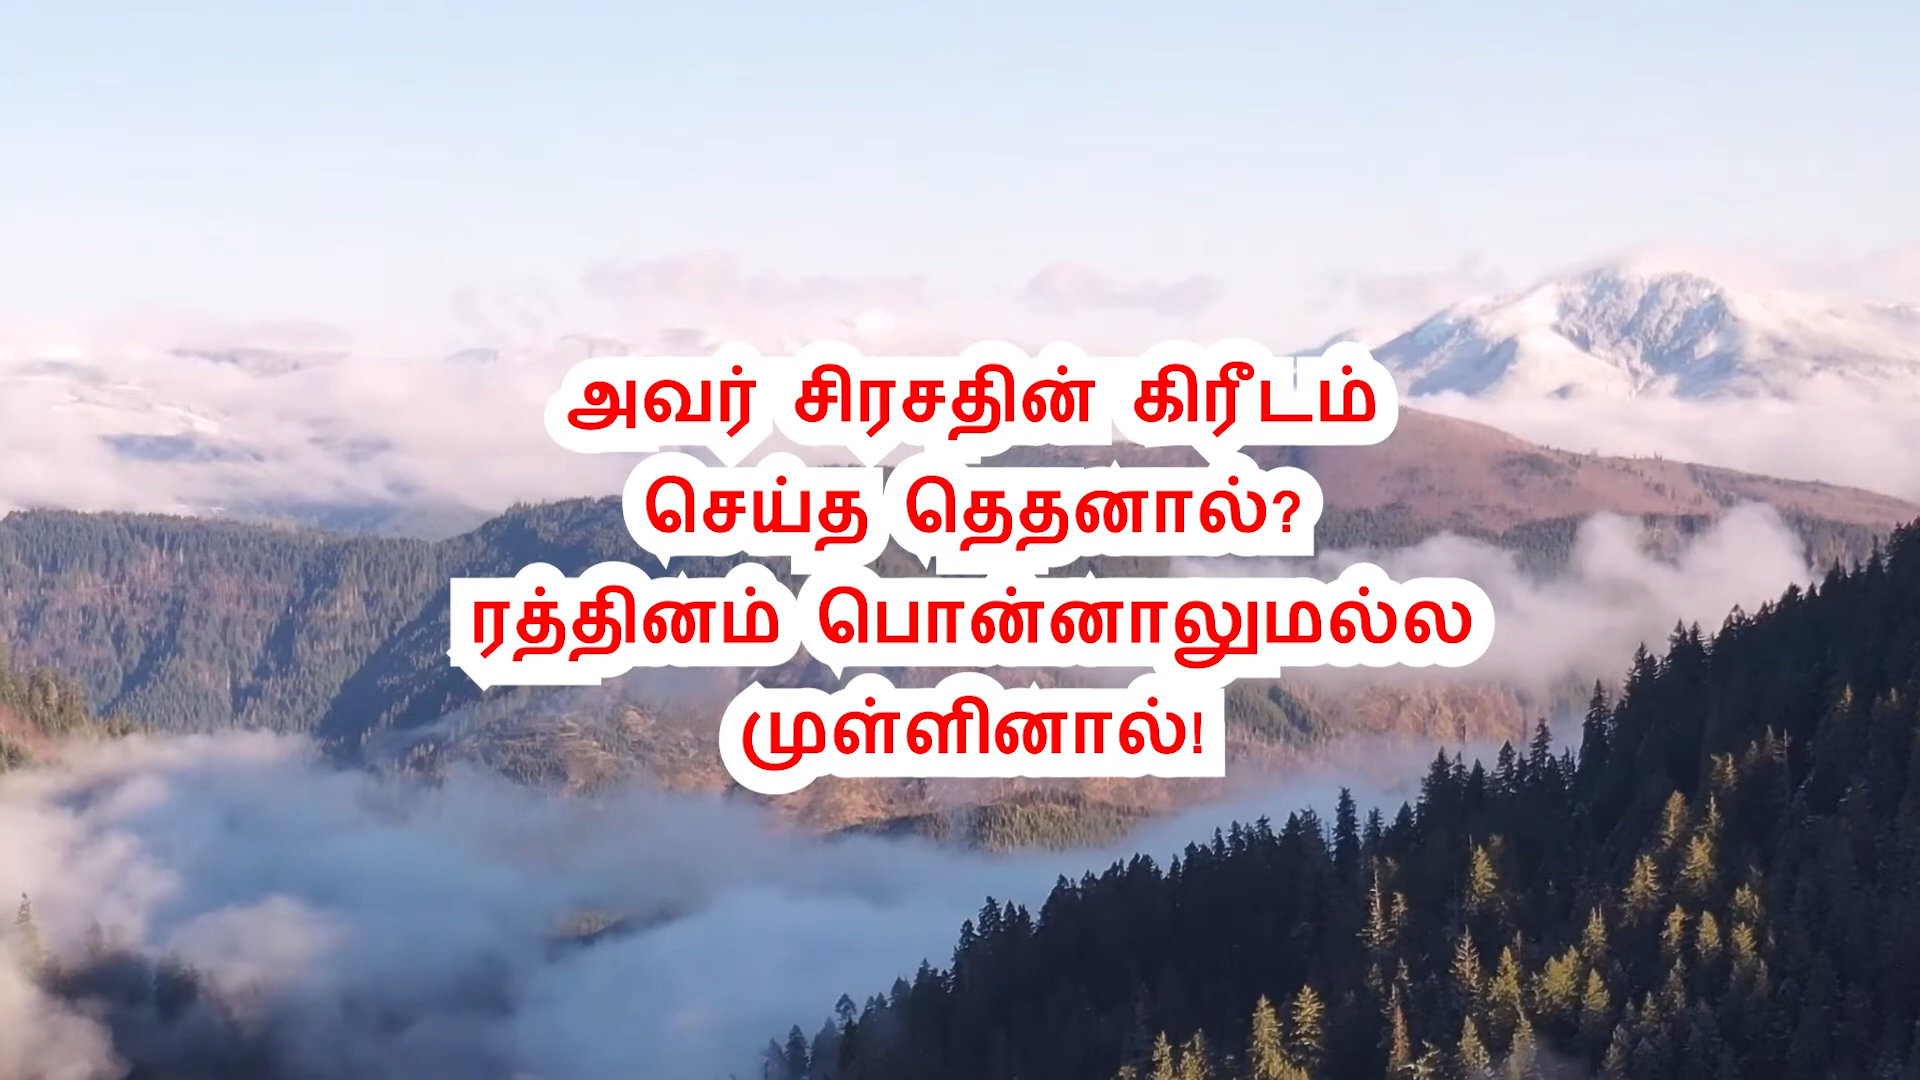 அவர் சிரசதின் கிரீடம்
செய்த தெதனால்?
ரத்தினம் பொன்னாலுமல்ல
முள்ளினால்!